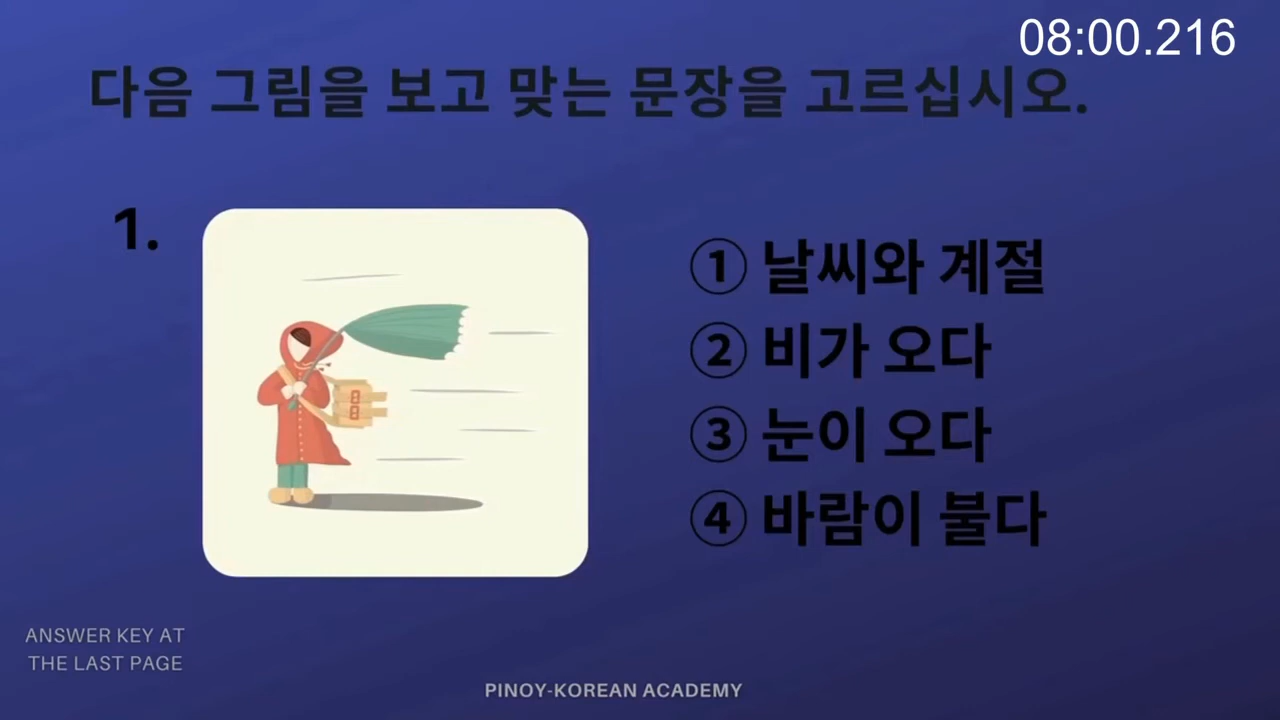 08:00.216
다음 그림을 보고 맞는 문장을 고르십시오.
1.
① 날씨와 계절
② 비가 오다
③ 눈이 오다
④ 바람이 불다
ANSWER KEY AT
THE LAST PAGE
PINOY-KOREAN ACADEMY